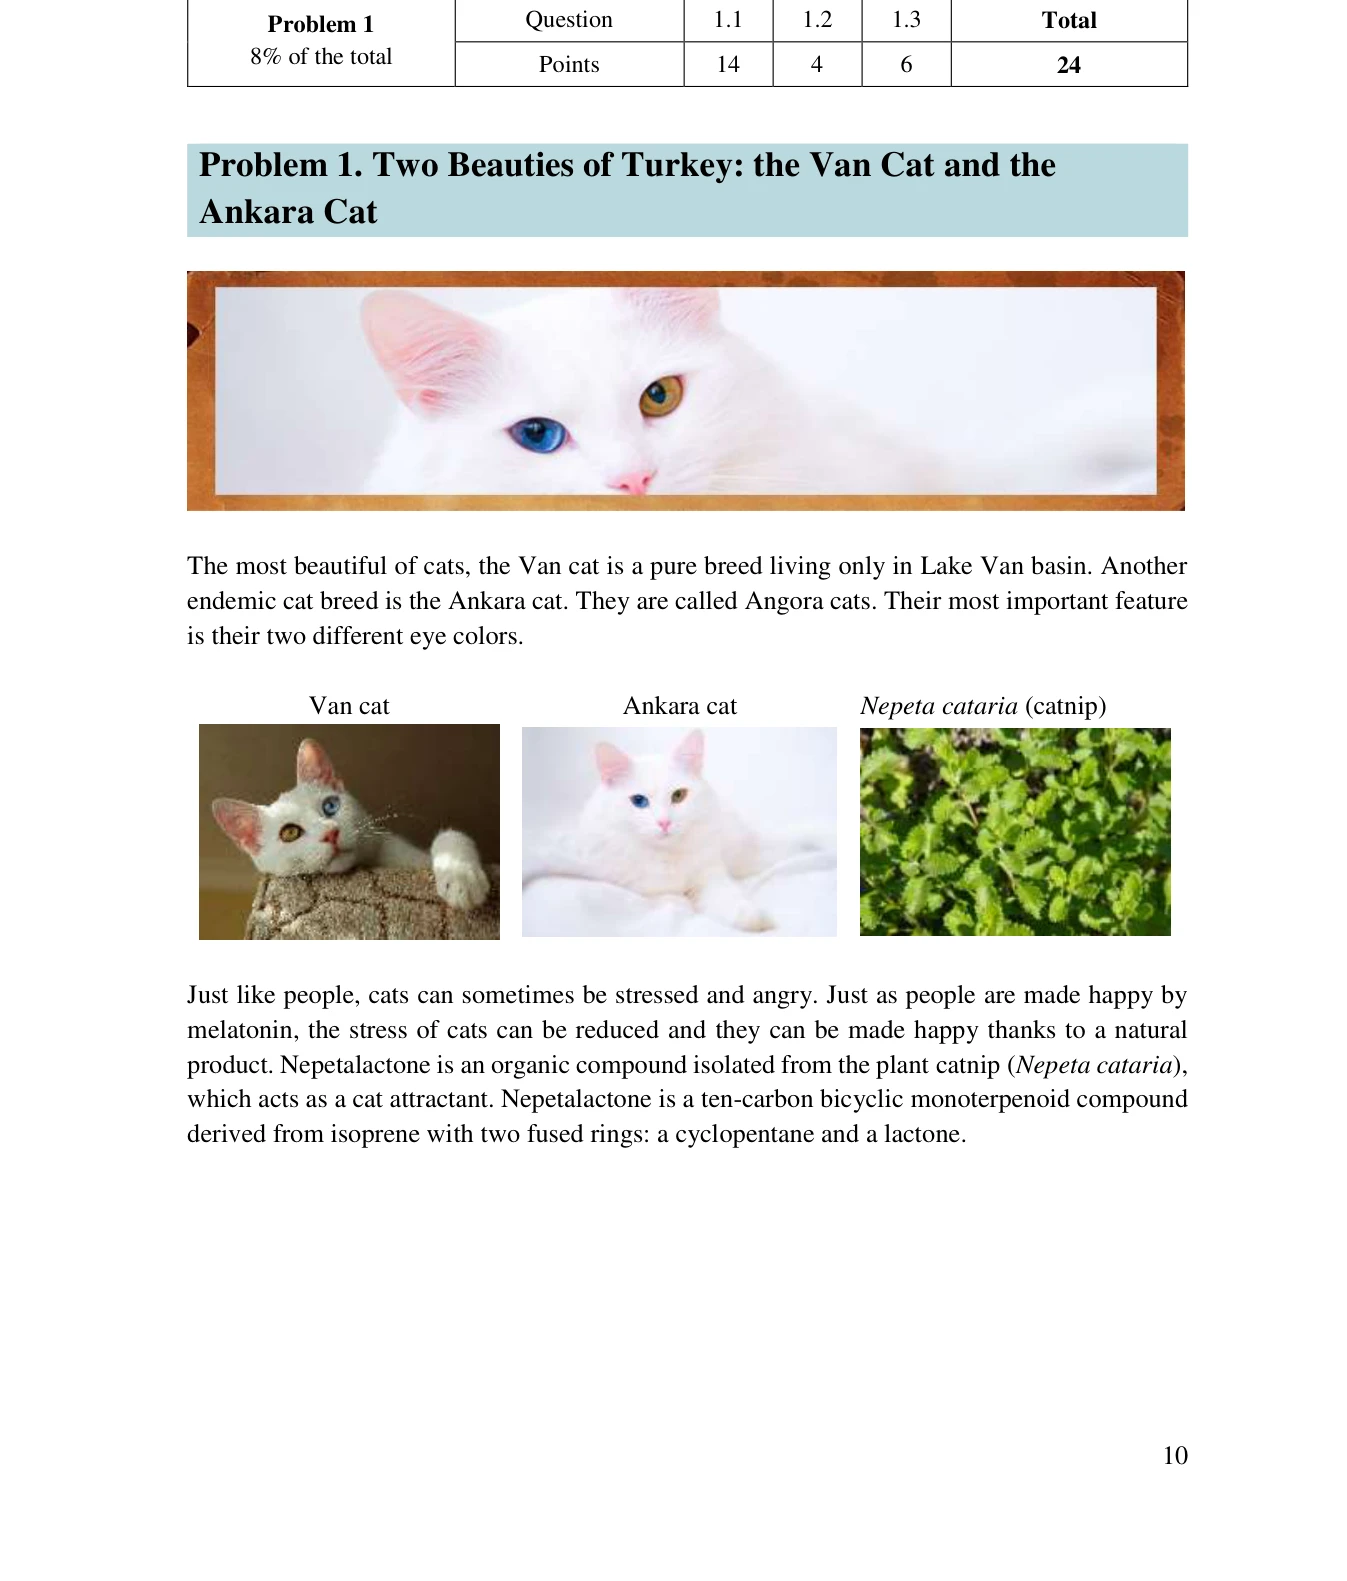 Problem 1
8% of the total
Question 1.1 1.2 1.3 Total
Points 14 4 6 24
Problem 1. Two Beauties of Turkey: the Van Cat and the
Ankara Cat
The most beautiful of cats, the Van cat is a pure breed living only in Lake Van basin. Another
endemic cat breed is the Ankara cat. They are called Angora cats. Their most important feature
is their two different eye colors.
Van cat Ankara cat Nepeta cataria (catnip)
Just like people, cats can sometimes be stressed and angry. Just as people are made happy by
melatonin, the stress of cats can be reduced and they can be made happy thanks to a natural
product. Nepetalactone is an organic compound isolated from the plant catnip (Nepeta cataria),
which acts as a cat attractant. Nepetalactone is a ten-carbon bicyclic monoterpenoid compound
derived from isoprene with two fused rings: a cyclopentane and a lactone.
10